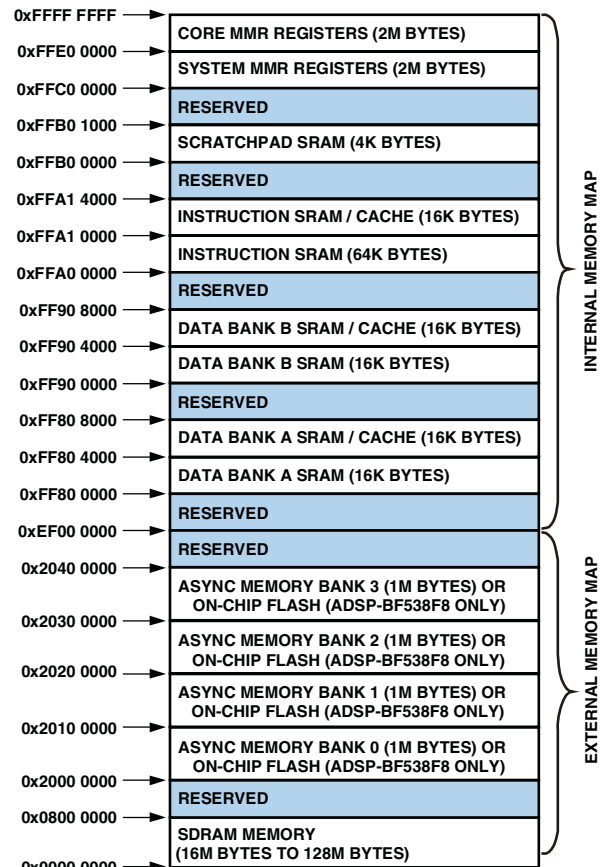 0xFFFF FFFF
CORE MMR REGISTERS (2M BYTES)
0xFFE0 0000
SYSTEM MMR REGISTERS (2M BYTES)
0xFFC0 0000
RESERVED
0xFFB0 1000
SCRATCHPAD SRAM (4K BYTES)
0xFFB0 0000
RESERVED
0xFFA1 4000
INSTRUCTION SRAM / CACHE (16K BYTES)
0xFFA1 0000
INSTRUCTION SRAM (64K BYTES)
0xFFA0 0000
RESERVED
0xFF90 8000
DATA BANK B SRAM / CACHE (16K BYTES)
0xFF90 4000
DATA BANK B SRAM (16K BYTES)
0xFF90 0000
RESERVED
0xFF80 8000
DATA BANK A SRAM / CACHE (16K BYTES)
0xFF80 4000
DATA BANK A SRAM (16K BYTES)
0xFF80 0000
RESERVED
0xEF00 0000
RESERVED
0x2040 0000
ASYNC MEMORY BANK 3 (1M BYTES) OR
ON-CHIP FLASH (ADSP-BF538F8 ONLY)
0x2030 0000
ASYNC MEMORY BANK 2 (1M BYTES) OR
ON-CHIP FLASH (ADSP-BF538F8 ONLY)
0x2020 0000
ASYNC MEMORY BANK 1 (1M BYTES) OR
ON-CHIP FLASH (ADSP-BF538F8 ONLY)
0x2010 0000
ASYNC MEMORY BANK 0 (1M BYTES) OR
ON-CHIP FLASH (ADSP-BF538F8 ONLY)
0x2000 0000
RESERVED
0x0800 0000
SDRAM MEMORY
(16M BYTES TO 128M BYTES)
0x0000 0000
INTERNAL MEMORY MAP
EXTERNAL MEMORY MAP